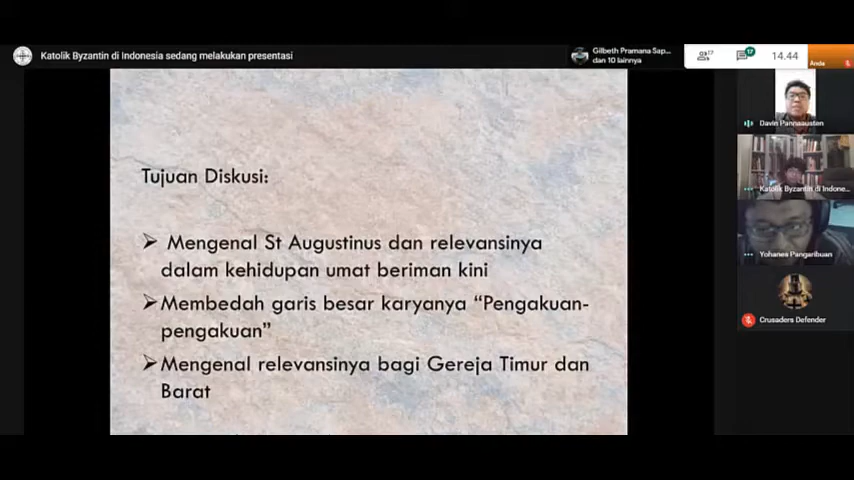 Katolik Byzantin di Indonesia sedang melakukan presentasi
Gilbeth Pramana Sap...
dan 10 lainnya
17
17
14.44
Anda
Tujuan Diskusi:
➢ Mengenal St Augustinus dan relevansinya
dalam kehidupan umat beriman kini
➢ Membedah garis besar karyanya “Pengakuan-
pengakuan”
➢ Mengenal relevansinya bagi Gereja Timur dan
Barat
Davin Pannaausten
Katolik Byzantin di Indone...
Yohanes Pangaribuan
Crusaders Defender